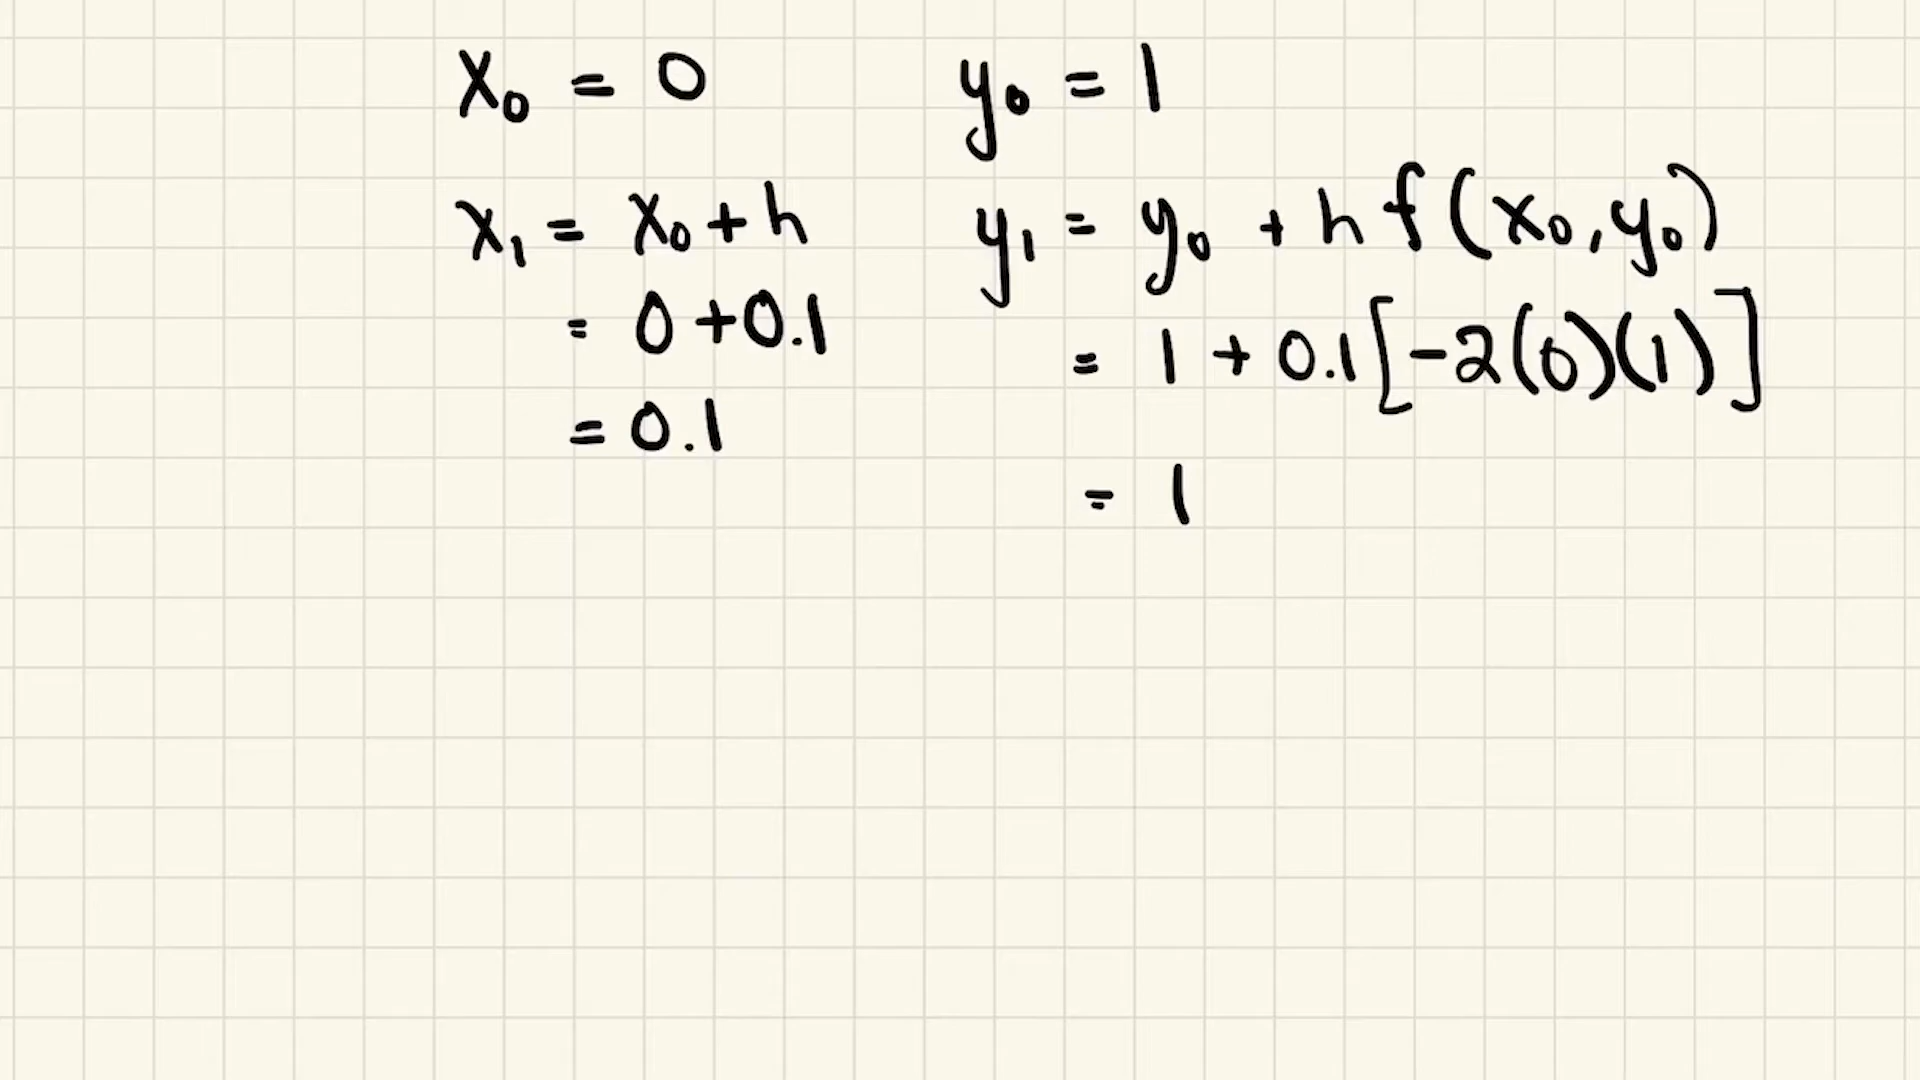 x₀ = 0 y₀ = 1
x₁ = x₀ + h y₁ = y₀ + h f(x₀, y₀)
= 0 + 0.1 = 1 + 0.1[-2(0)(1)]
= 0.1
= 1